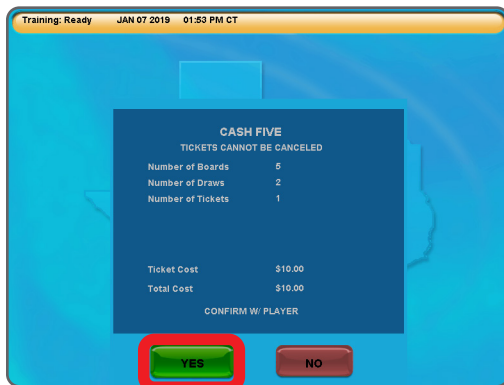 Training: Ready JAN 07 2019 01:53 PM CT
CASH FIVE
TICKETS CANNOT BE CANCELED
Number of Boards 5
Number of Draws 2
Number of Tickets 1
Ticket Cost $10.00
Total Cost $10.00
CONFIRM W/ PLAYER
YES NO